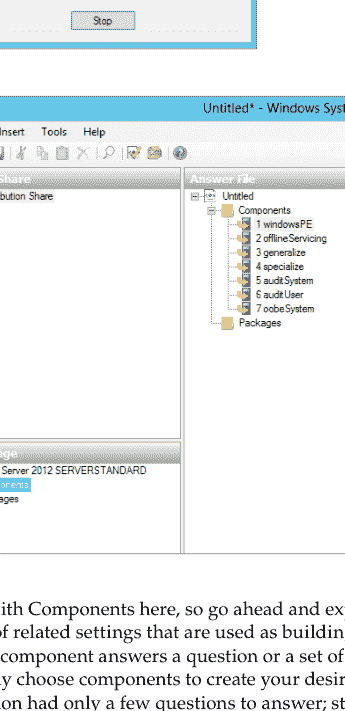 Stop
Untitled* - Windows Syst
Insert Tools Help
Share
bution Share
Answer File
Untitled
Components
1 windowsPE
2 offlineServicing
3 generalize
4 specialize
5 auditSystem
6 auditUser
7 oobeSystem
Packages
age
Server 2012 SERVERSTANDARD
onents
ages
ith Components here, so go ahead and exp
of related settings that are used as building
component answers a question or a set of
y choose components to create your desir
ion had only a few questions to answer; st